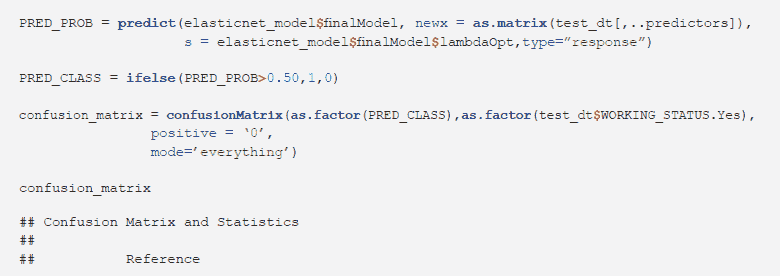 PRED_PROB = predict(elasticnet_model$finalModel, newx = as.matrix(test_dt[,..predictors]),
s = elasticnet_model$finalModel$lambdaOpt,type=”response”)
PRED_CLASS = ifelse(PRED_PROB>0.50,1,0)
confusion_matrix = confusionMatrix(as.factor(PRED_CLASS),as.factor(test_dt$WORKING_STATUS.Yes),
positive = ‘0’,
mode=’everything’)
confusion_matrix
## Confusion Matrix and Statistics
##
## Reference